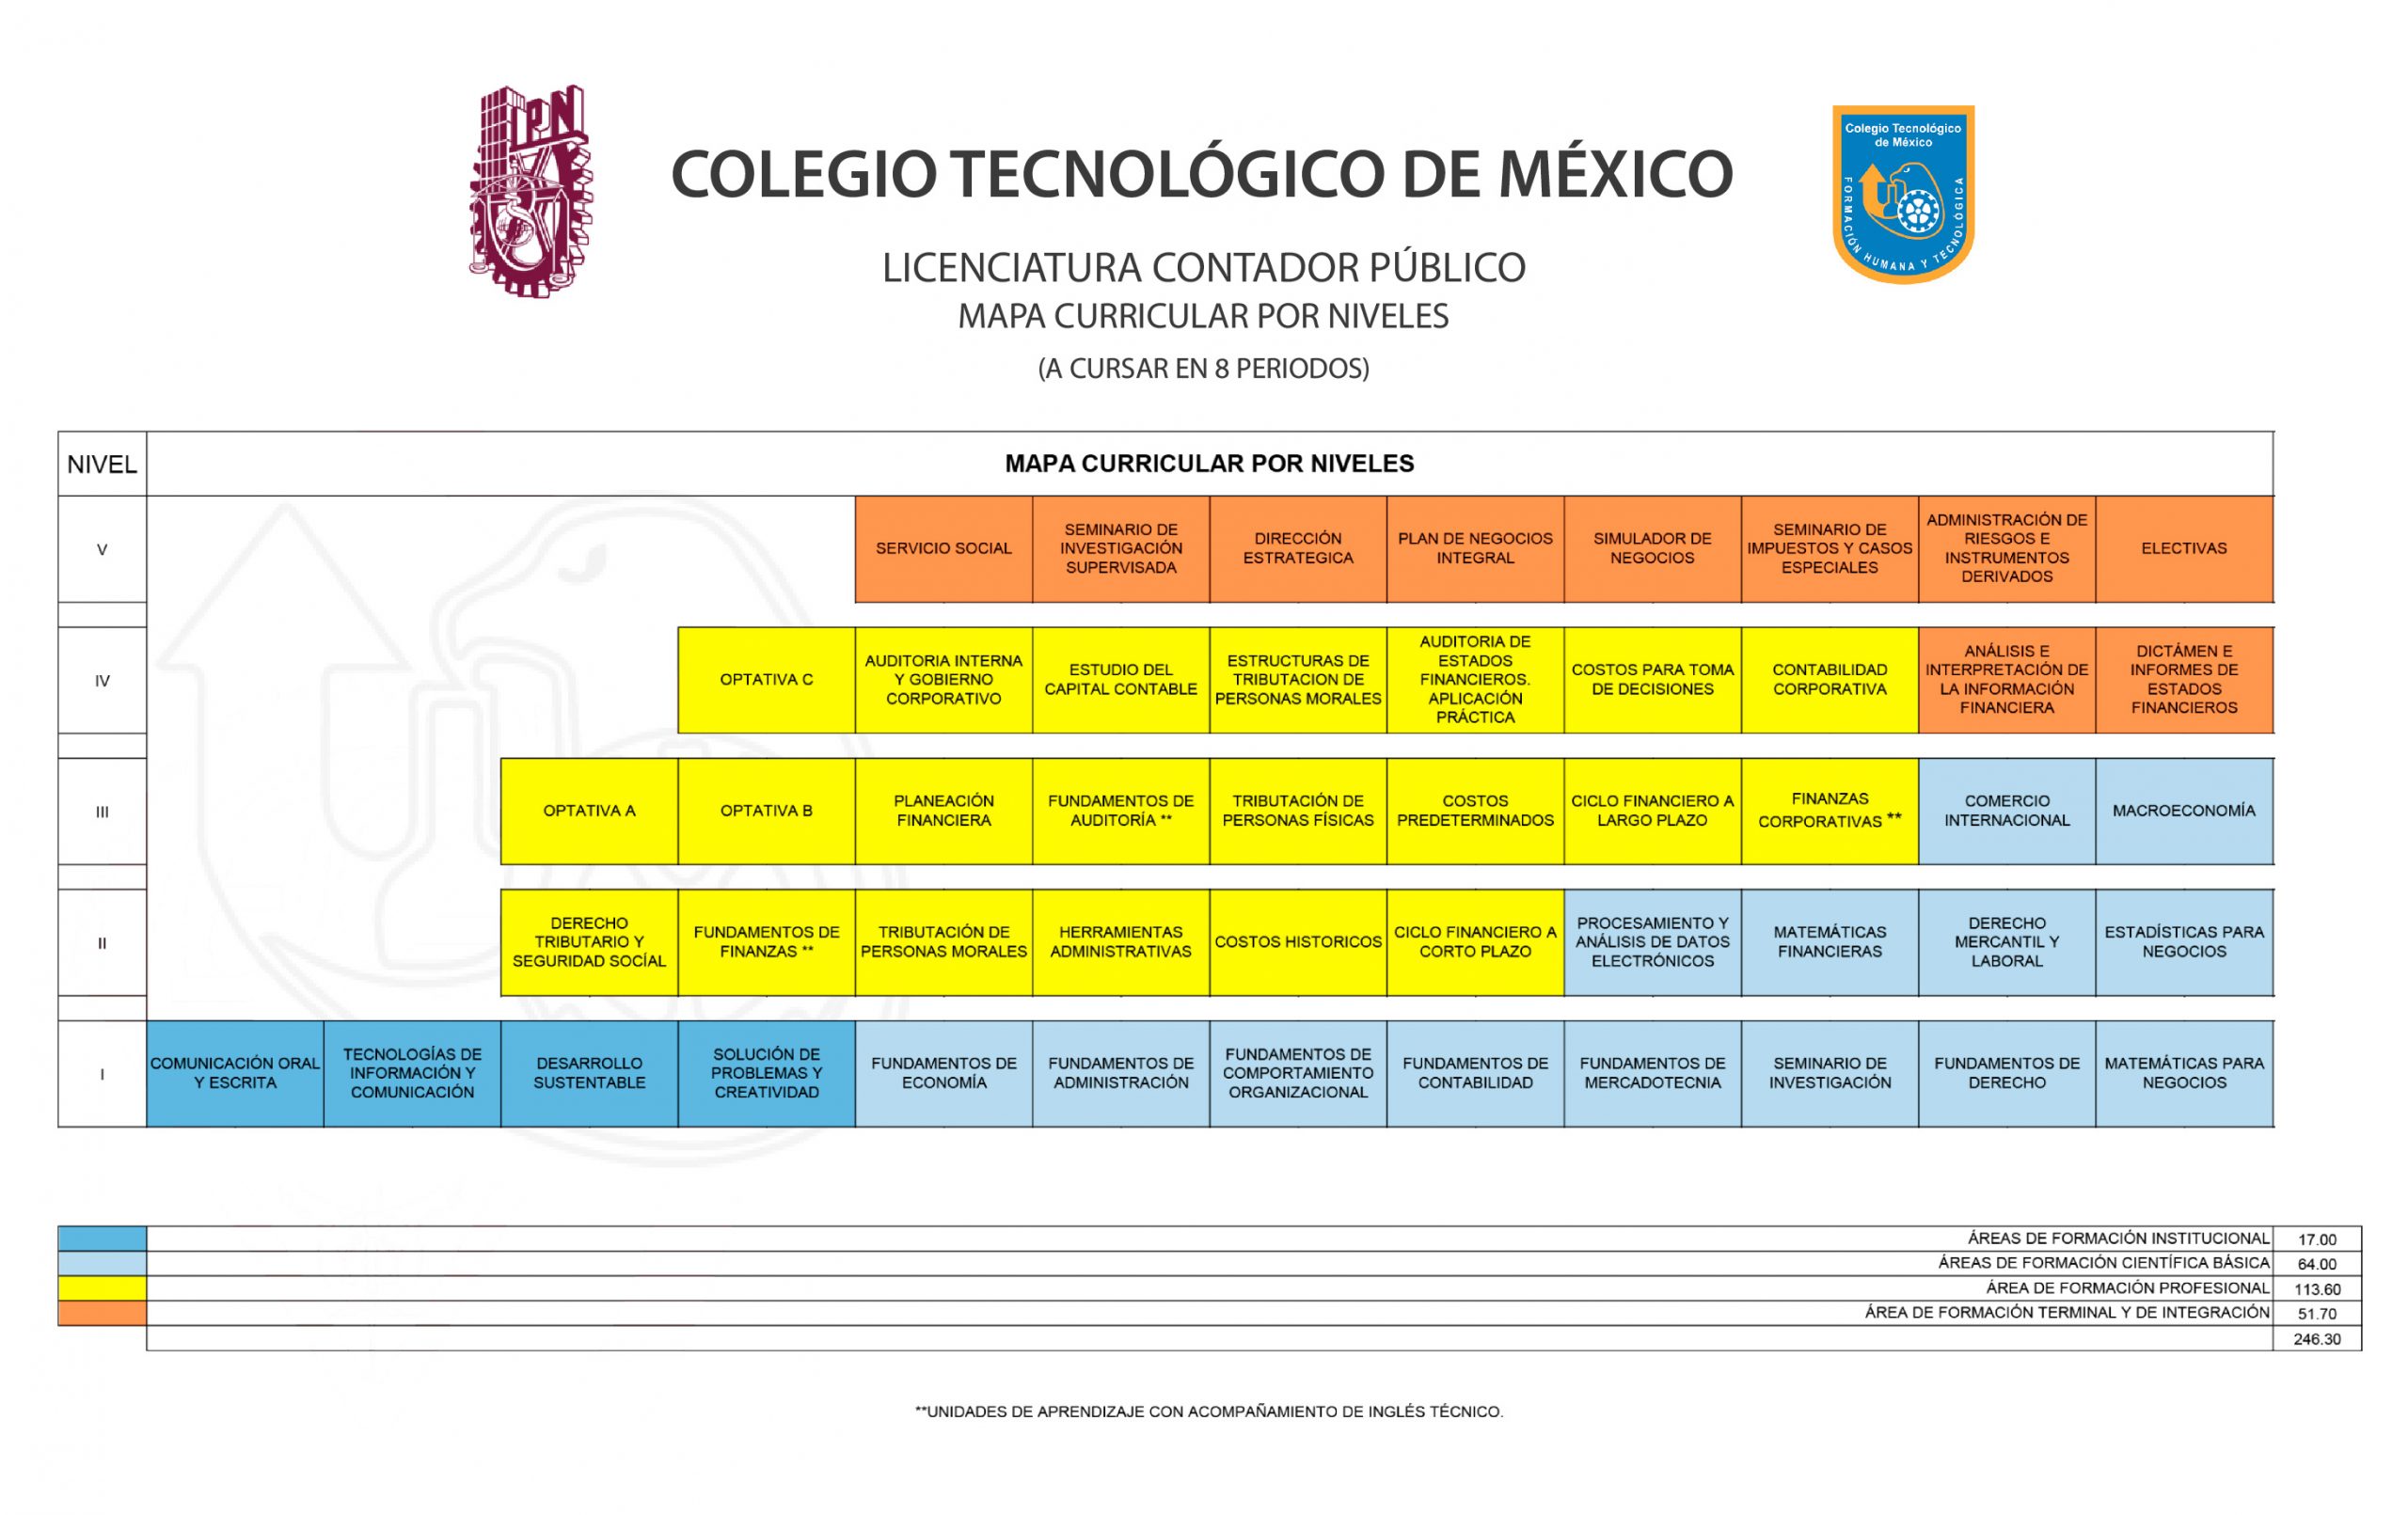 IPN
COLEGIO TECNOLÓGICO DE MÉXICO
Colegio Tecnológico
de México
FORMACIÓN HUMANA Y TECNOLÓGICA
LICENCIATURA CONTADOR PÚBLICO
MAPA CURRICULAR POR NIVELES
(A CURSAR EN 8 PERIODOS)
NIVEL
MAPA CURRICULAR POR NIVELES
V
SERVICIO SOCIAL
SEMINARIO DE
INVESTIGACIÓN
SUPERVISADA
DIRECCIÓN
ESTRATEGICA
PLAN DE NEGOCIOS
INTEGRAL
SIMULADOR DE
NEGOCIOS
SEMINARIO DE
IMPUESTOS Y CASOS
ESPECIALES
ADMINISTRACIÓN DE
RIESGOS E
INSTRUMENTOS
DERIVADOS
ELECTIVAS
IV
OPTATIVA C
AUDITORIA INTERNA
Y GOBIERNO
CORPORATIVO
ESTUDIO DEL
CAPITAL CONTABLE
ESTRUCTURAS DE
TRIBUTACION DE
PERSONAS MORALES
AUDITORIA DE
ESTADOS
FINANCIEROS.
APLICACIÓN
PRÁCTICA
COSTOS PARA TOMA
DE DECISIONES
CONTABILIDAD
CORPORATIVA
ANÁLISIS E
INTERPRETACIÓN DE
LA INFORMACIÓN
FINANCIERA
DICTÁMEN E
INFORMES DE
ESTADOS
FINANCIEROS
III
OPTATIVA A
OPTATIVA B
PLANEACIÓN
FINANCIERA
FUNDAMENTOS DE
AUDITORÍA **
TRIBUTACIÓN DE
PERSONAS FÍSICAS
COSTOS
PREDETERMINADOS
CICLO FINANCIERO A
LARGO PLAZO
FINANZAS
CORPORATIVAS **
COMERCIO
INTERNACIONAL
MACROECONOMÍA
II
DERECHO
TRIBUTARIO Y
SEGURIDAD SOCÍAL
FUNDAMENTOS DE
FINANZAS **
TRIBUTACIÓN DE
PERSONAS MORALES
HERRAMIENTAS
ADMINISTRATIVAS
COSTOS HISTORICOS
CICLO FINANCIERO A
CORTO PLAZO
PROCESAMIENTO Y
ANÁLISIS DE DATOS
ELECTRÓNICOS
MATEMÁTICAS
FINANCIERAS
DERECHO
MERCANTIL Y
LABORAL
ESTADÍSTICAS PARA
NEGOCIOS
I
COMUNICACIÓN ORAL
Y ESCRITA
TECNOLOGÍAS DE
INFORMACIÓN Y
COMUNICACIÓN
DESARROLLO
SUSTENTABLE
SOLUCIÓN DE
PROBLEMAS Y
CREATIVIDAD
FUNDAMENTOS DE
ECONOMÍA
FUNDAMENTOS DE
ADMINISTRACIÓN
FUNDAMENTOS DE
COMPORTAMIENTO
ORGANIZACIONAL
FUNDAMENTOS DE
CONTABILIDAD
FUNDAMENTOS DE
MERCADOTECNIA
SEMINARIO DE
INVESTIGACIÓN
FUNDAMENTOS DE
DERECHO
MATEMÁTICAS PARA
NEGOCIOS
ÁREAS DE FORMACIÓN INSTITUCIONAL 17.00
ÁREAS DE FORMACIÓN CIENTÍFICA BÁSICA 64.00
ÁREA DE FORMACIÓN PROFESIONAL 113.60
ÁREA DE FORMACIÓN TERMINAL Y DE INTEGRACIÓN 51.70
246.30
**UNIDADES DE APRENDIZAJE CON ACOMPAÑAMIENTO DE INGLÉS TÉCNICO.